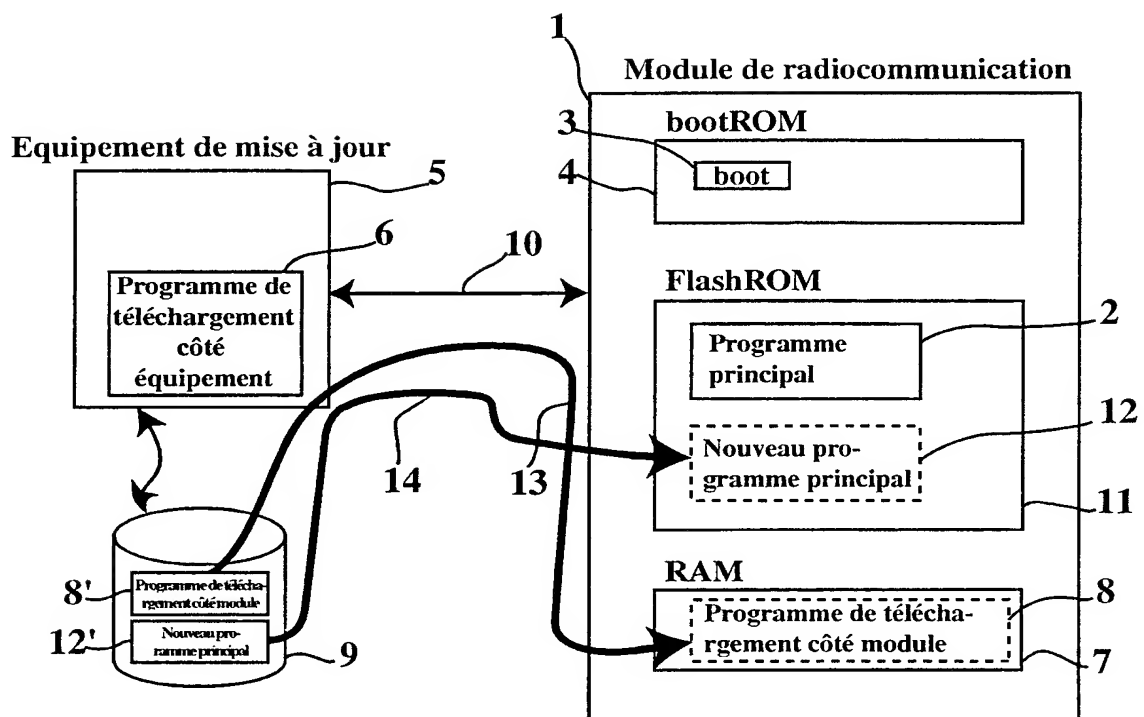 1
Module de radiocommunication
bootROM
3
boot
4
Equipement de mise à jour
5
6
Programme de
téléchargement
côté
équipement
10
FlashROM
2
Programme
principal
12
Nouveau pro-
gramme principal
11
14
13
RAM
8
Programme de télécha-
rgement côté module
7
8'
Programme de télécha-
rgement côté module
12'
Nouveau pro-
ramme principal
9